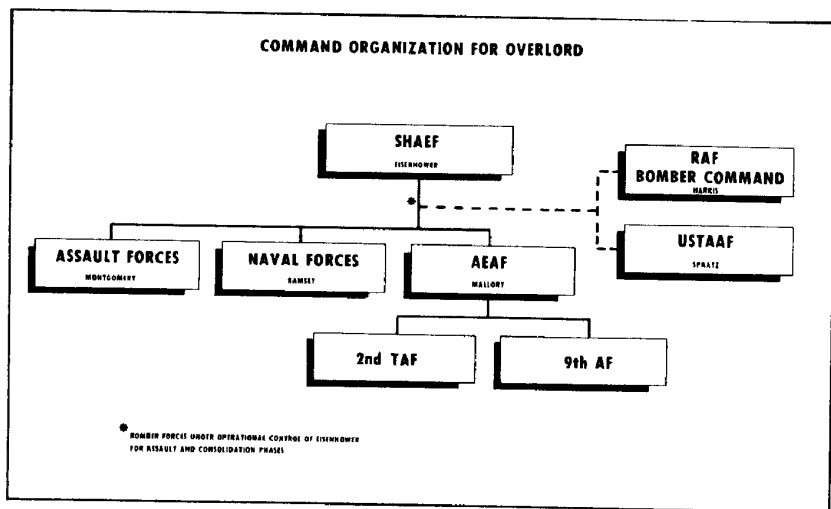 COMMAND ORGANIZATION FOR OVERLORD
SHAEF
EISENHOWER
RAF
BOMBER COMMAND
HARRIS
*
ASSAULT FORCES
MONTGOMERY
NAVAL FORCES
RAMSEY
AEAF
MALLORY
USTAAF
SPAATZ
2nd TAF
9th AF
* BOMBER FORCES UNDER OPERATIONAL CONTROL OF EISENHOWER
FOR ASSAULT AND CONSOLIDATION PHASES